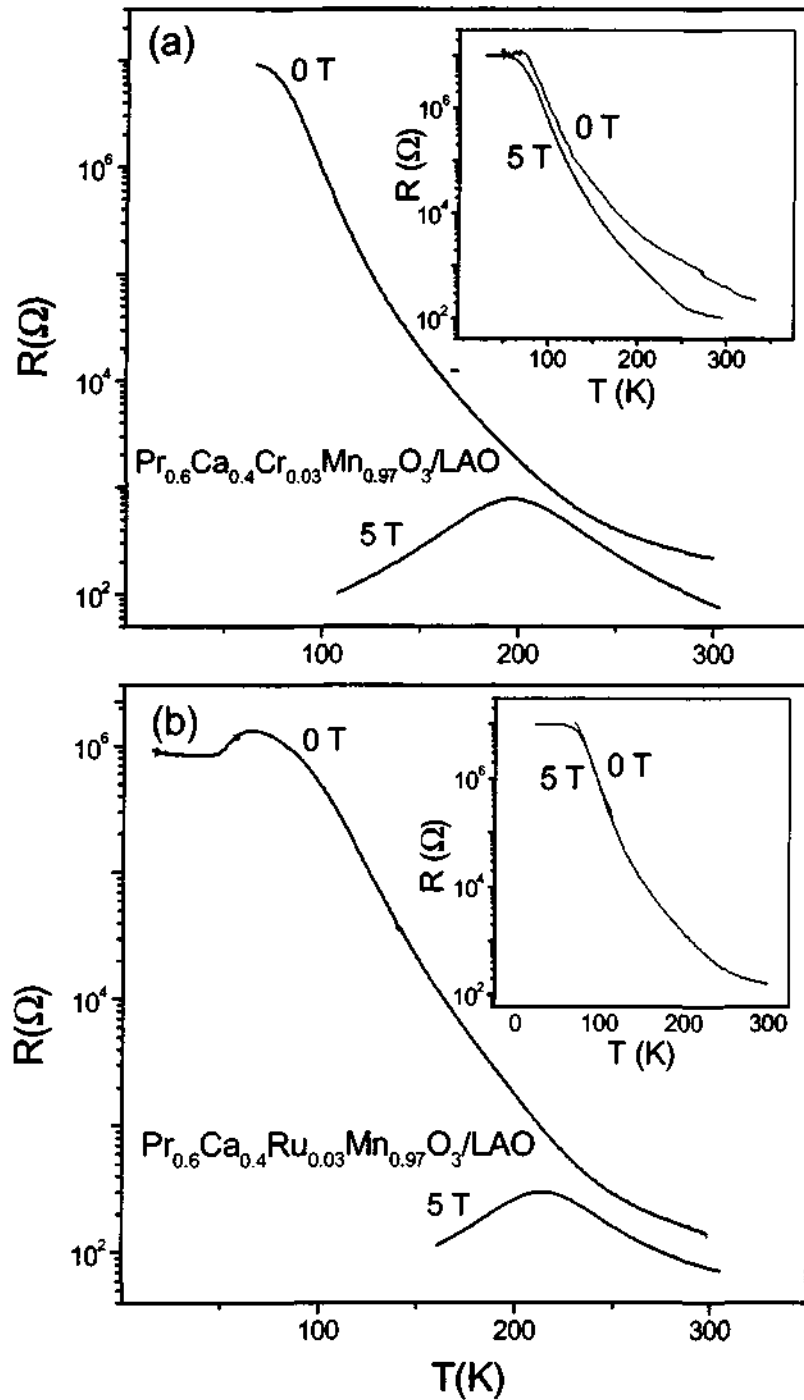 (a)
0 T
10⁶
10⁴
10²
R(Ω)
Pr₀.₆Ca₀.₄Cr₀.₀₃Mn₀.₉₇O₃/LAO
5 T
100
200
300
10⁶
10⁴
10²
R (Ω)
0 T
5 T
100
200
300
T (K)
(b)
0 T
10⁶
10⁴
10²
R(Ω)
Pr₀.₆Ca₀.₄Ru₀.₀₃Mn₀.₉₇O₃/LAO
5 T
100
200
300
T(K)
10⁶
10⁴
10²
R (Ω)
5 T
0 T
0
100
200
300
T (K)